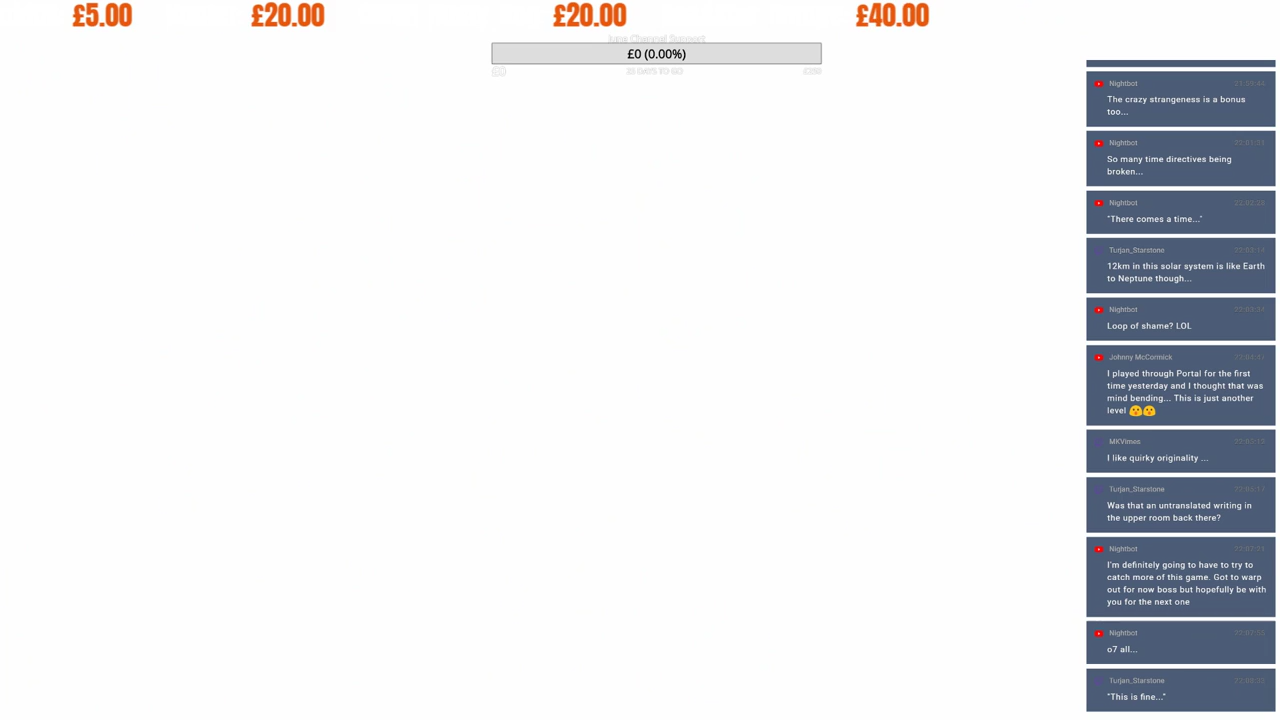 £5.00 £20.00 £20.00 £40.00
June Channel Support
£0 (0.00%)
£0
Nightbot
The crazy strangeness is a bonus
too...
Nightbot
So many time directives being
broken...
Nightbot
"There comes a time..."
Turjan_Starstone
12km in this solar system is like Earth
to Neptune though...
Nightbot
Loop of shame? LOL
Johnny McCormick
I played through Portal for the first
time yesterday and I thought that was
mind bending... This is just another
level 😮😮
MKVimes
I like quirky originality ...
Turjan_Starstone
Was that an untranslated writing in
the upper room back there?
Nightbot
I'm definitely going to have to try to
catch more of this game. Got to warp
out for now boss but hopefully be with
you for the next one
Nightbot
o7 all...
Turjan_Starstone
"This is fine..."